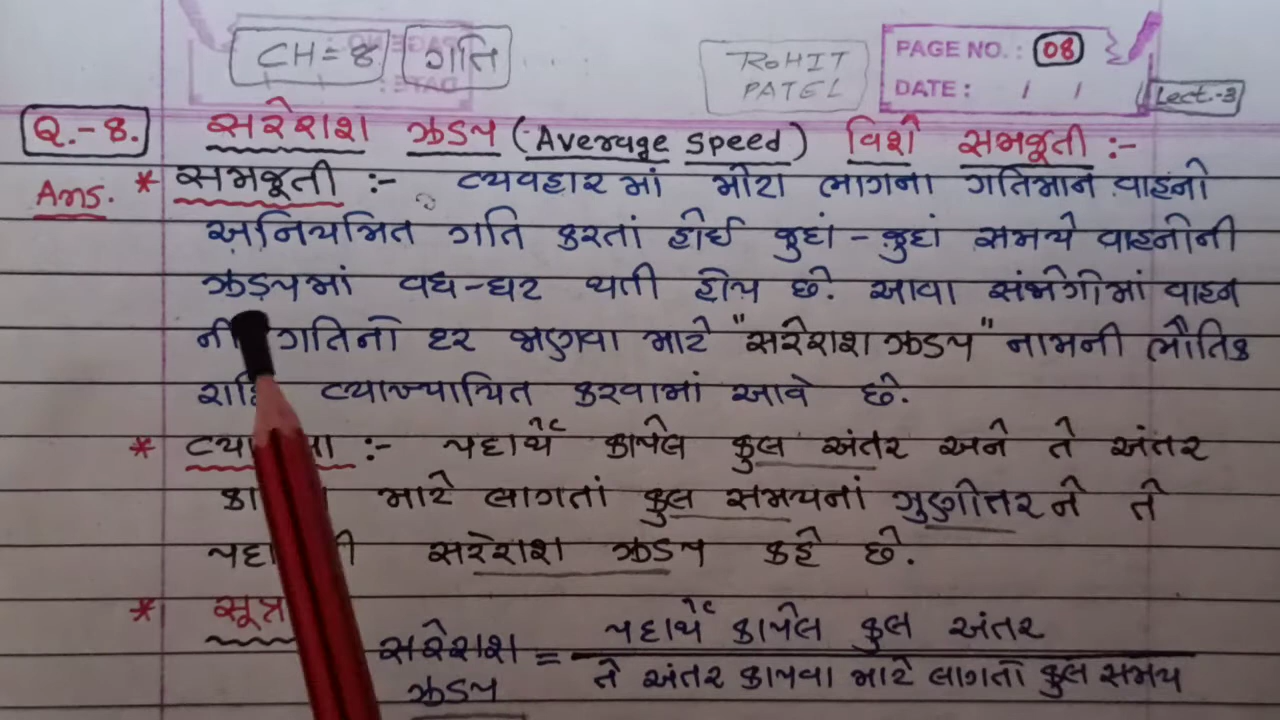 CH=8 ગતિ
ROHIT
PATEL
PAGE NO.: 08
DATE: / /
Lect.-3
Q.-8. સરેરાશ ઝડપ (Average speed) વિશે સમજૂતી :-
Ans. * સમજૂતી :- વ્યવહારમાં મોટા ભાગના ગતિમાન વાહનો
અનિયમિત ગતિ કરતાં હોઈ જુદાં-જુદાં સમયે વાહનોની
ઝડપમાં વધ-ઘટ થતી હોય છે. આવા સંજોગોમાં વાહન
ગતિનો દર જાણવા માટે "સરેરાશ ઝડપ" નામની ભૌતિક
વ્યાખ્યાયિત કરવામાં આવે છે.
* :- પદાર્થે કાપેલ કુલ અંતર અને તે અંતર
માટે લાગતાં કુલ સમયનાં ગુણોત્તરને તે
સરેરાશ ઝડપ કહે છે.
* સૂત્ર
સરેરાશ ઝડપ = પદાર્થે કાપેલ કુલ અંતર
તે અંતર કાપવા માટે લાગતો કુલ સમય